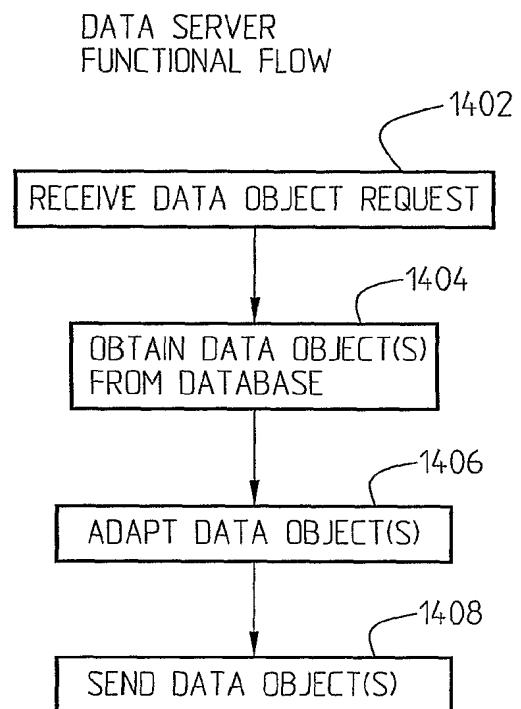 DATA SERVER
FUNCTIONAL FLOW
1402
RECEIVE DATA OBJECT REQUEST
1404
OBTAIN DATA OBJECT(S)
FROM DATABASE
1406
ADAPT DATA OBJECT(S)
1408
SEND DATA OBJECT(S)